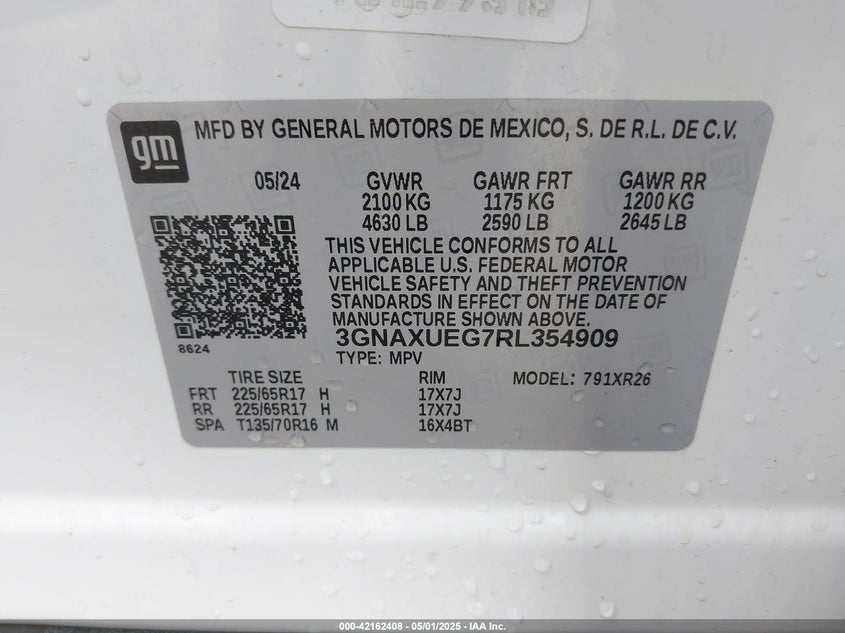 gm
MFD BY GENERAL MOTORS DE MEXICO, S. DE R.L. DE C.V.
05/24 GVWR GAWR FRT GAWR RR
2100 KG 1175 KG 1200 KG
4630 LB 2590 LB 2645 LB
THIS VEHICLE CONFORMS TO ALL
APPLICABLE U.S. FEDERAL MOTOR
VEHICLE SAFETY AND THEFT PREVENTION
STANDARDS IN EFFECT ON THE DATE OF
MANUFACTURE SHOWN ABOVE.
8624
3GNAXUEG7RL354909
TYPE: MPV
TIRE SIZE RIM MODEL: 791XR26
FRT 225/65R17 H 17X7J
RR 225/65R17 H 17X7J
SPA T135/70R16 M 16X4BT
000-42162408 - 05/01/2025 - IAA Inc.